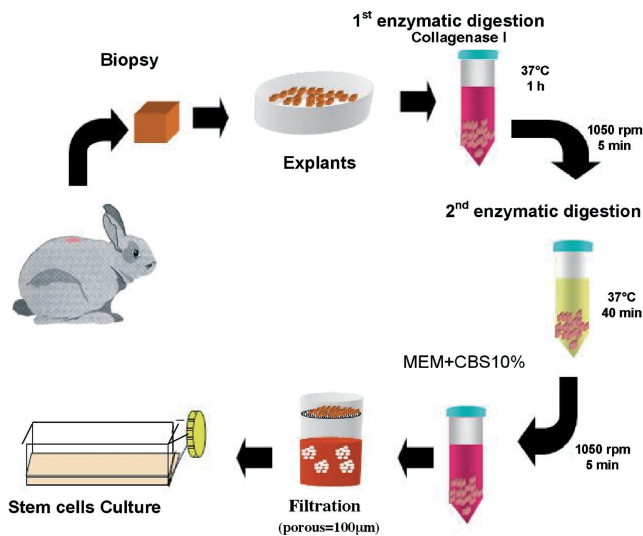 1st enzymatic digestion
Collagenase I
Biopsy
37°C
1 h
Explants
1050 rpm
5 min
2nd enzymatic digestion
37°C
40 min
MEM+CBS10%
1050 rpm
5 min
Filtration
(porous=100µm)
Stem cells Culture